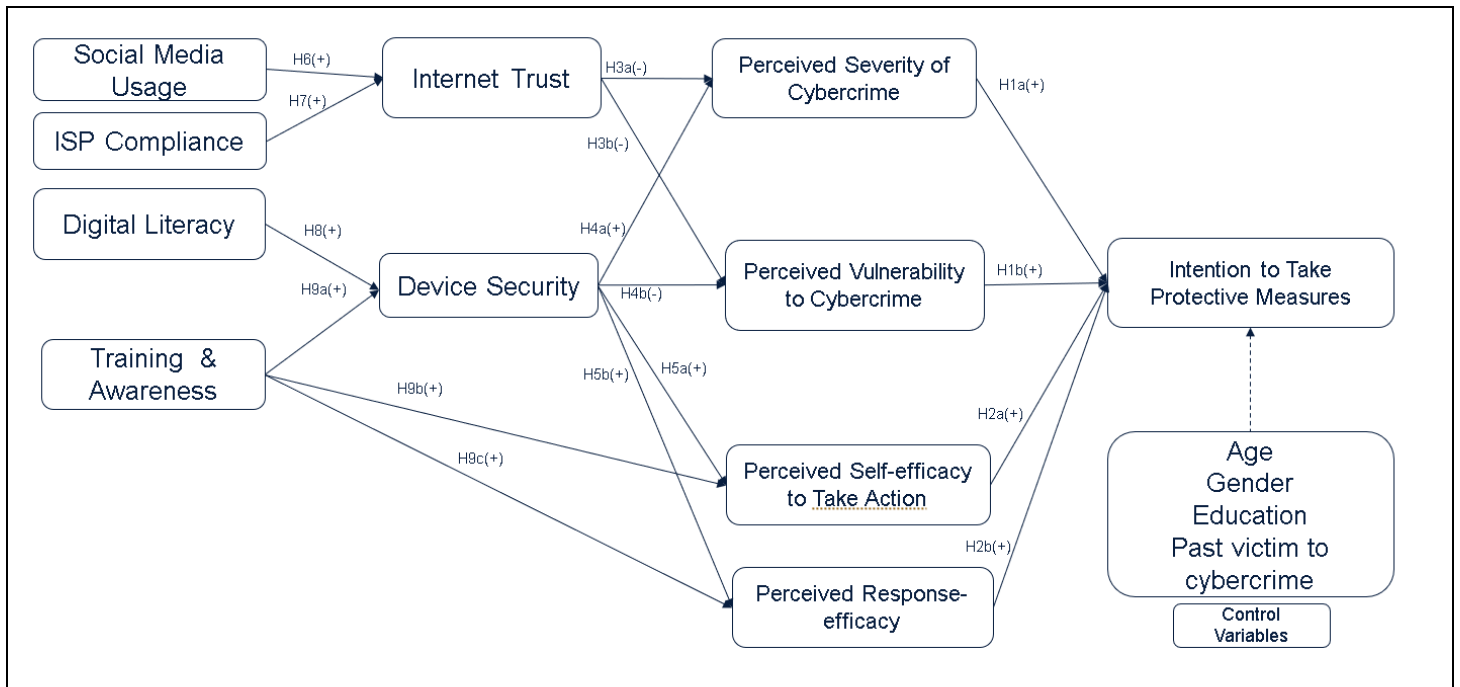 Social Media
Usage
ISP Compliance
Digital Literacy
Training &
Awareness
H6(+)
H7(+)
H8(+)
H9a(+)
H9b(+)
H9c(+)
Internet Trust
Device Security
H3a(-)
H3b(-)
H4a(+)
H4b(-)
H5a(+)
H5b(+)
Perceived Severity of
Cybercrime
Perceived Vulnerability
to Cybercrime
Perceived Self-efficacy
to Take Action
Perceived Response-
efficacy
H1a(+)
H1b(+)
H2a(+)
H2b(+)
Intention to Take
Protective Measures
Age
Gender
Education
Past victim to
cybercrime
Control
Variables